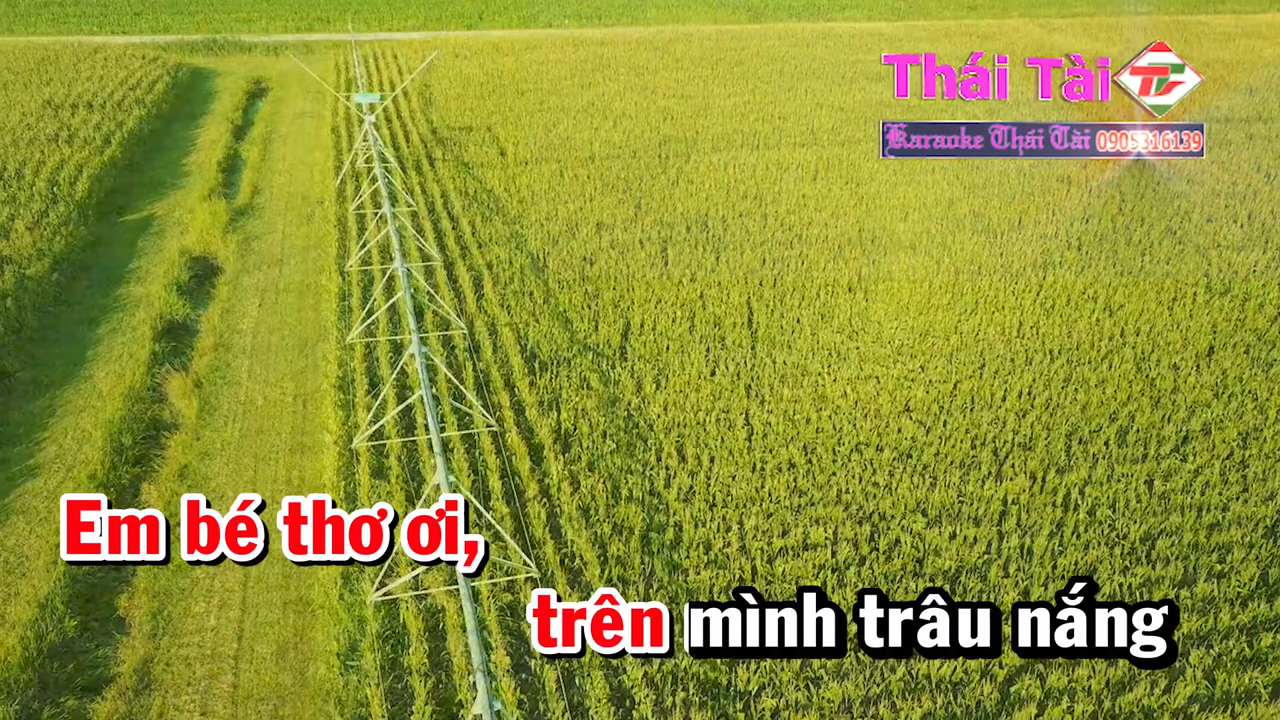 Thái Tài
Karaoke Thái Tài 0905316139
Em bé thơ ơi,
trên mình trâu nắng